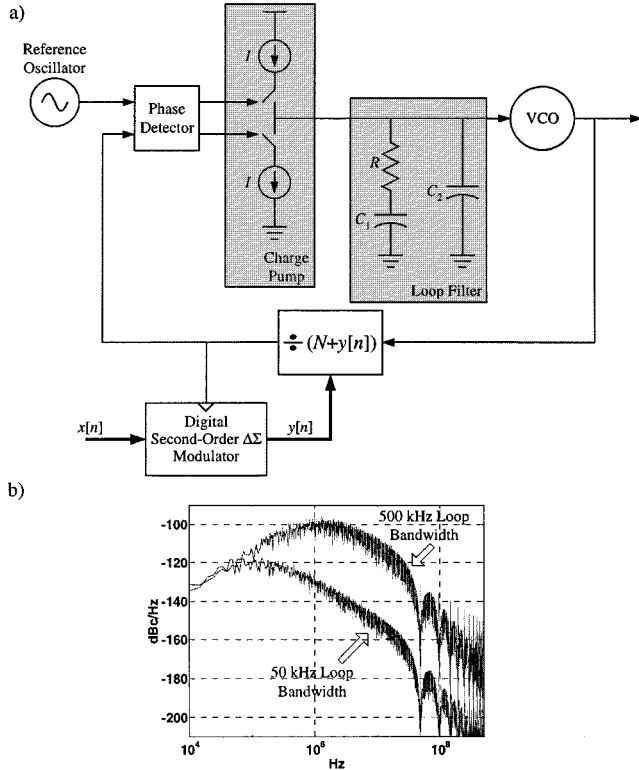 a)
Reference
Oscillator
Phase
Detector
I
I
Charge
Pump
R
C1
C2
Loop Filter
VCO
÷ (N+y[n])
x[n]
Digital
Second-Order ΔΣ
Modulator
y[n]
b)
500 kHz Loop
Bandwidth
50 kHz Loop
Bandwidth
dBc/Hz
-100
-120
-140
-160
-180
-200
10^4
10^6
10^8
Hz